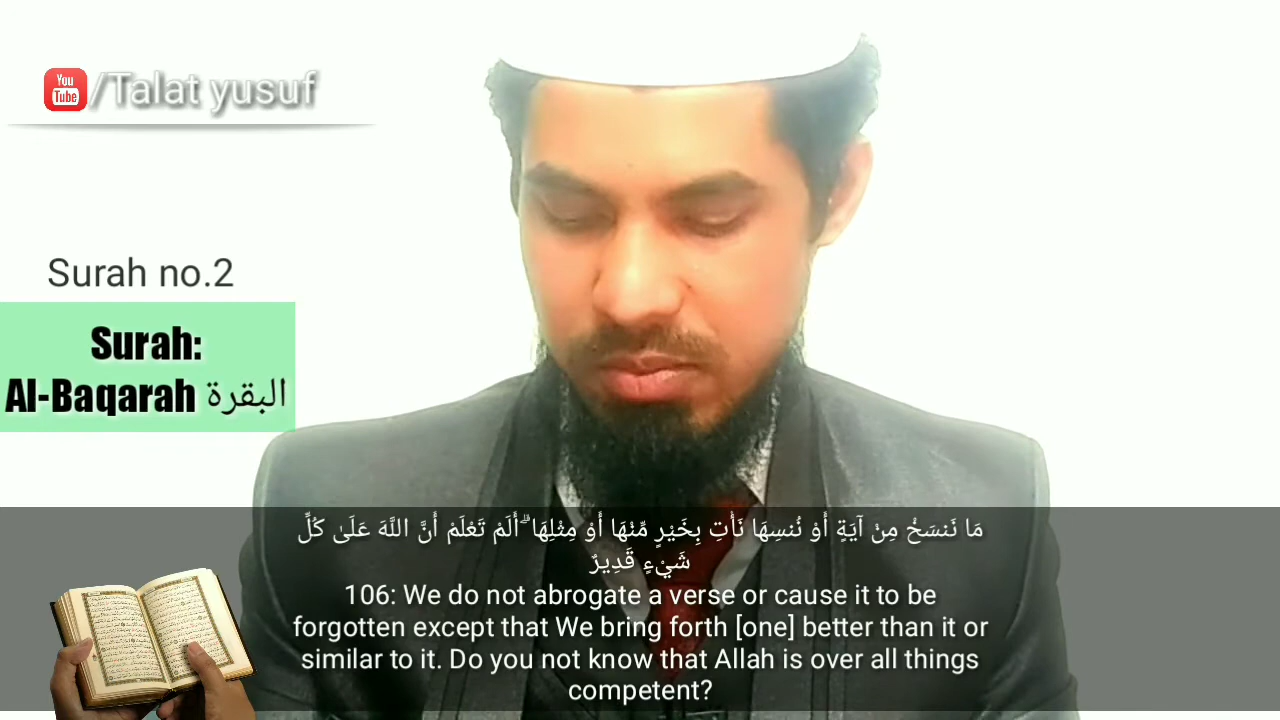 You
Tube
/Talat yusuf
Surah no.2
Surah:
Al-Baqarah البقرة
مَا نَنسَخْ مِنْ آيَةٍ أَوْ نُنسِهَا نَأْتِ بِخَيْرٍ مِّنْهَا أَوْ مِثْلِهَا ۗ أَلَمْ تَعْلَمْ أَنَّ اللَّهَ عَلَىٰ كُلِّ
شَيْءٍ قَدِيرٌ
106: We do not abrogate a verse or cause it to be
forgotten except that We bring forth [one] better than it or
similar to it. Do you not know that Allah is over all things
competent?